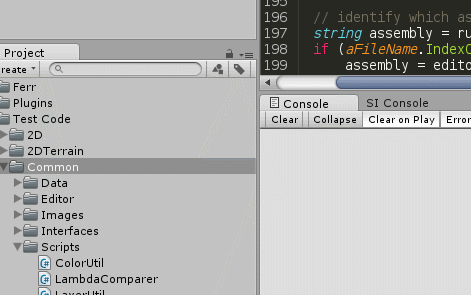 Project
reate
Ferr
Plugins
Test Code
2D
2DTerrain
Common
Data
Editor
Images
Interfaces
Scripts
ColorUtil
LambdaComparer
LayerUtil
195
196 // identify which as
197 string assembly = ru
198 if (aFileName.IndexO
199 assembly = edito
Console SI Console
Clear Collapse Clear on Play Error